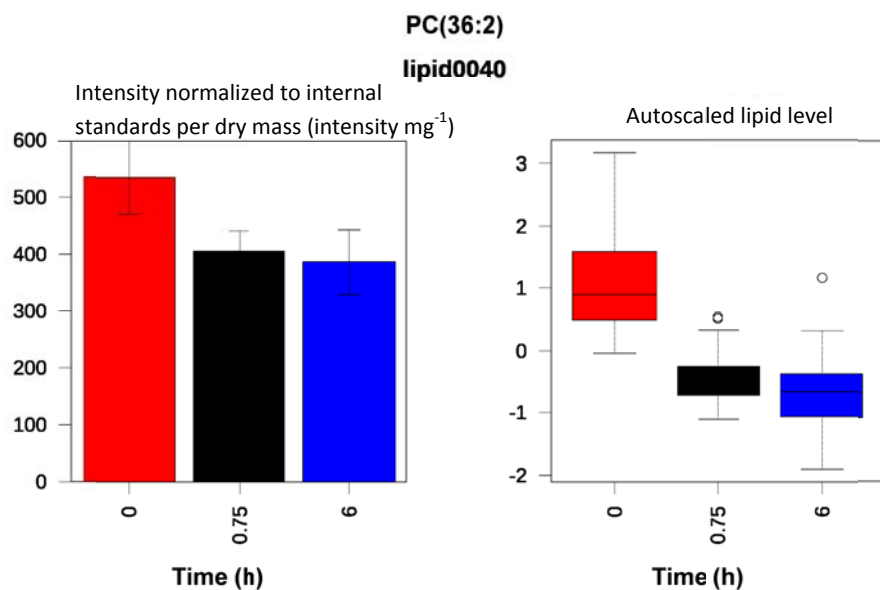 PC(36:2)
lipid0040
Intensity normalized to internal
standards per dry mass (intensity mg⁻¹)
600
500
400
300
200
100
0
0
0.75
6
Time (h)
Autoscaled lipid level
3
2
1
0
-1
-2
0
0.75
6
Time (h)